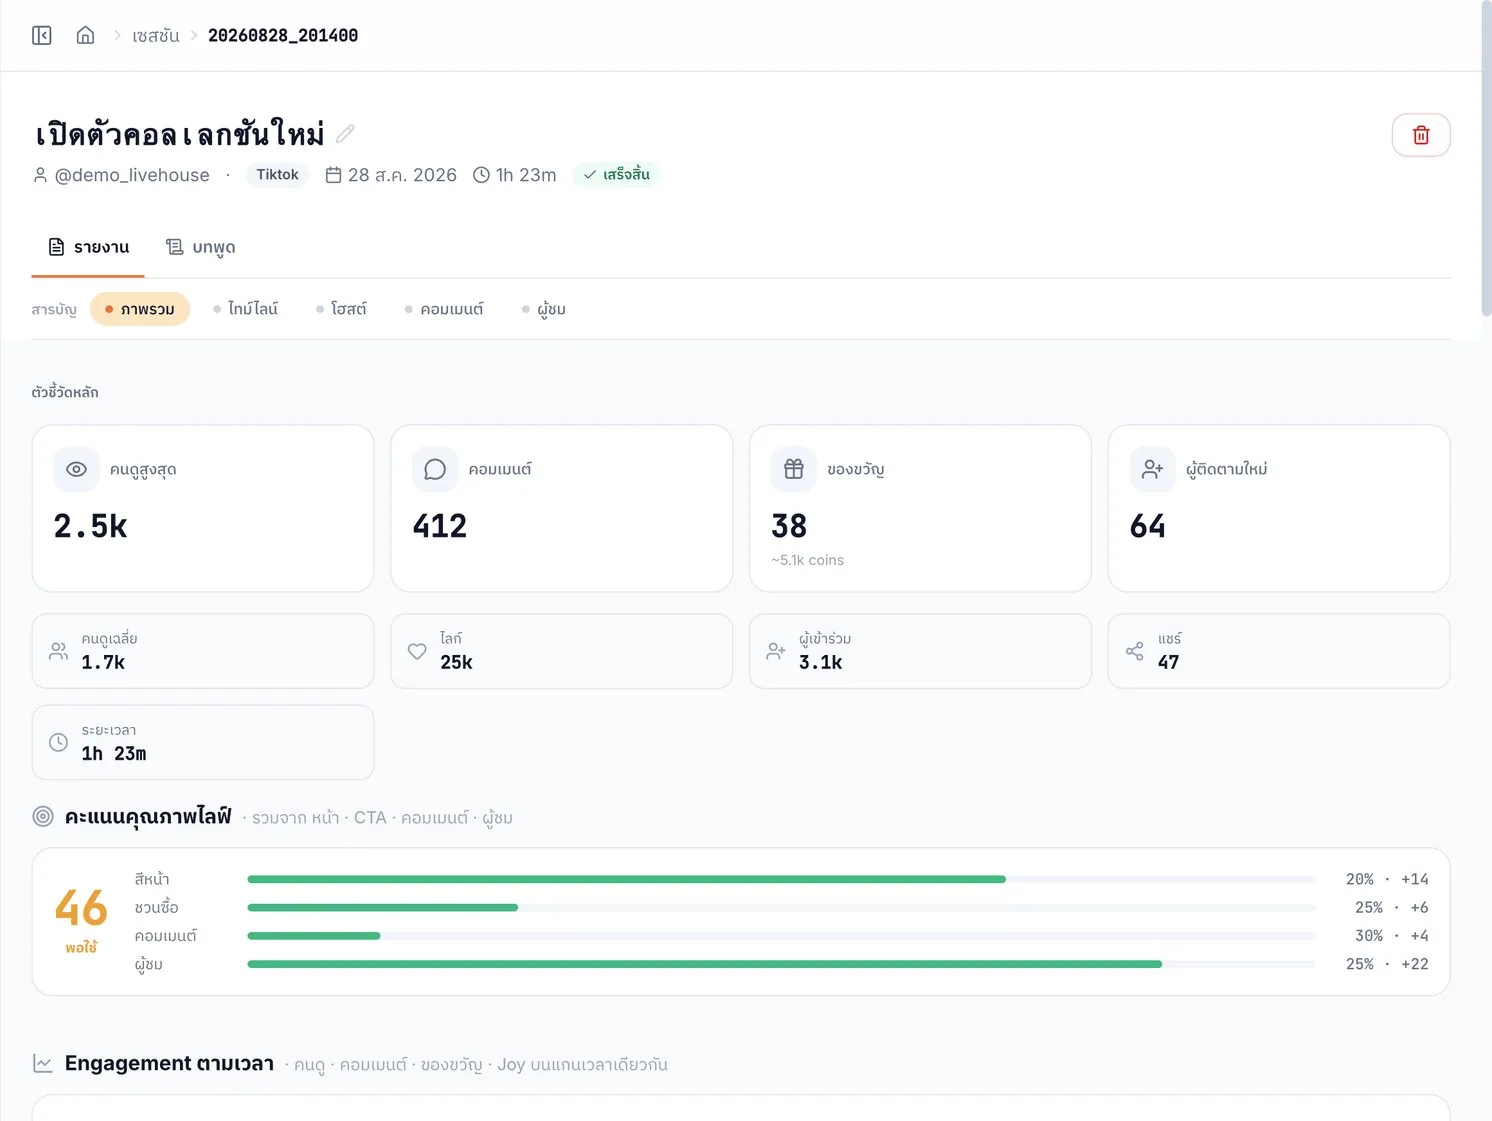 เซสชัน 20260828_201400
เปิดตัวคอลเลกชันใหม่
@demo_livehouse · Tiktok 28 ส.ค. 2026 1h 23m เสร็จสิ้น
รายงาน บทพูด
สารบัญ ภาพรวม ไทม์ไลน์ โฮสต์ คอมเมนต์ ผู้ชม
ตัวชี้วัดหลัก
คนดูสูงสุด
2.5k
คอมเมนต์
412
ของขวัญ
38
~5.1k coins
ผู้ติดตามใหม่
64
คนดูเฉลี่ย
1.7k
ไลก์
25k
ผู้เข้าร่วม
3.1k
แชร์
47
ระยะเวลา
1h 23m
คะแนนคุณภาพไลฟ์ · รวมจาก หน้า · CTA · คอมเมนต์ · ผู้ชม
46
พอใช้
สีหน้า 20% · +14
ชวนซื้อ 25% · +6
คอมเมนต์ 30% · +4
ผู้ชม 25% · +22
Engagement ตามเวลา · คนดู · คอมเมนต์ · ของขวัญ · Joy บนแกนเวลาเดียวกัน